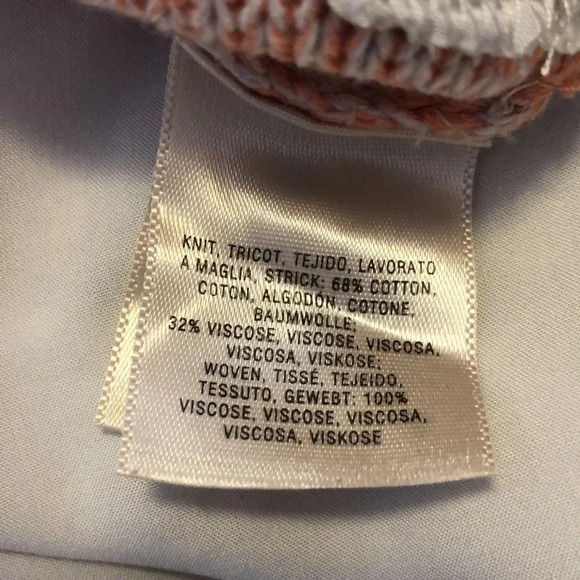 KNIT, TRICOT, TEJIDO, LAVORATO
A MAGLIA, STRICK: 68% COTTON,
COTON, ALGODÓN, COTONE,
BAUMWOLLE;
32% VISCOSE, VISCOSE, VISCOSA,
VISCOSA, VISKOSE;
WOVEN, TISSÉ, TEJEIDO,
TESSUTO, GEWEBT: 100%
VISCOSE, VISCOSE, VISCOSA,
VISCOSA, VISKOSE